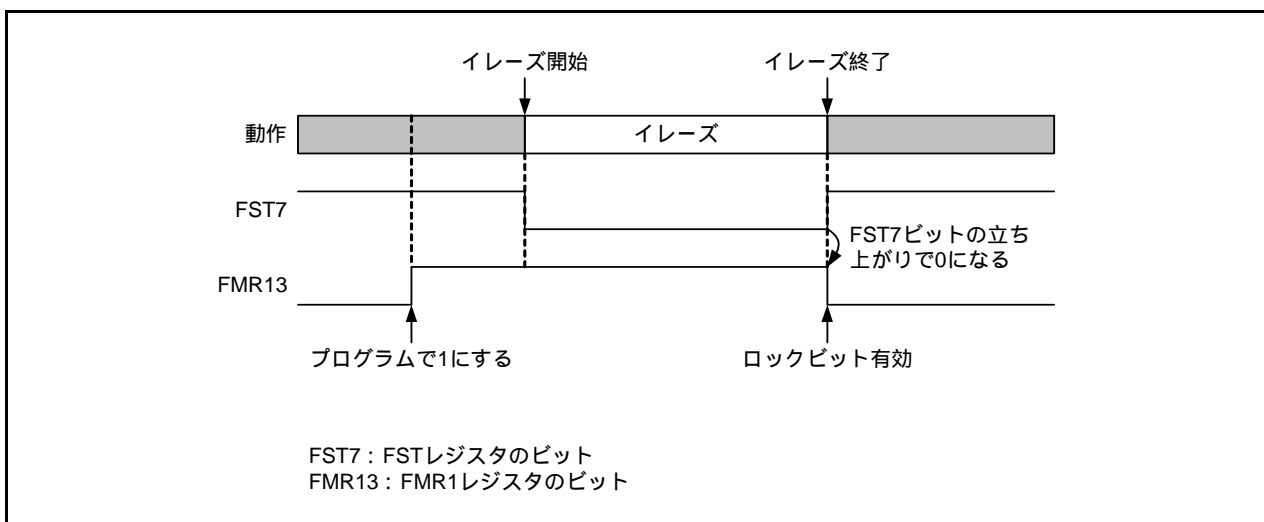 イレーズ開始
イレーズ終了
動作
イレーズ
FST7
FST7ビットの立ち
上がりで0になる
FMR13
プログラムで1にする
ロックビット有効
FST7：FSTレジスタのビット
FMR13：FMR1レジスタのビット